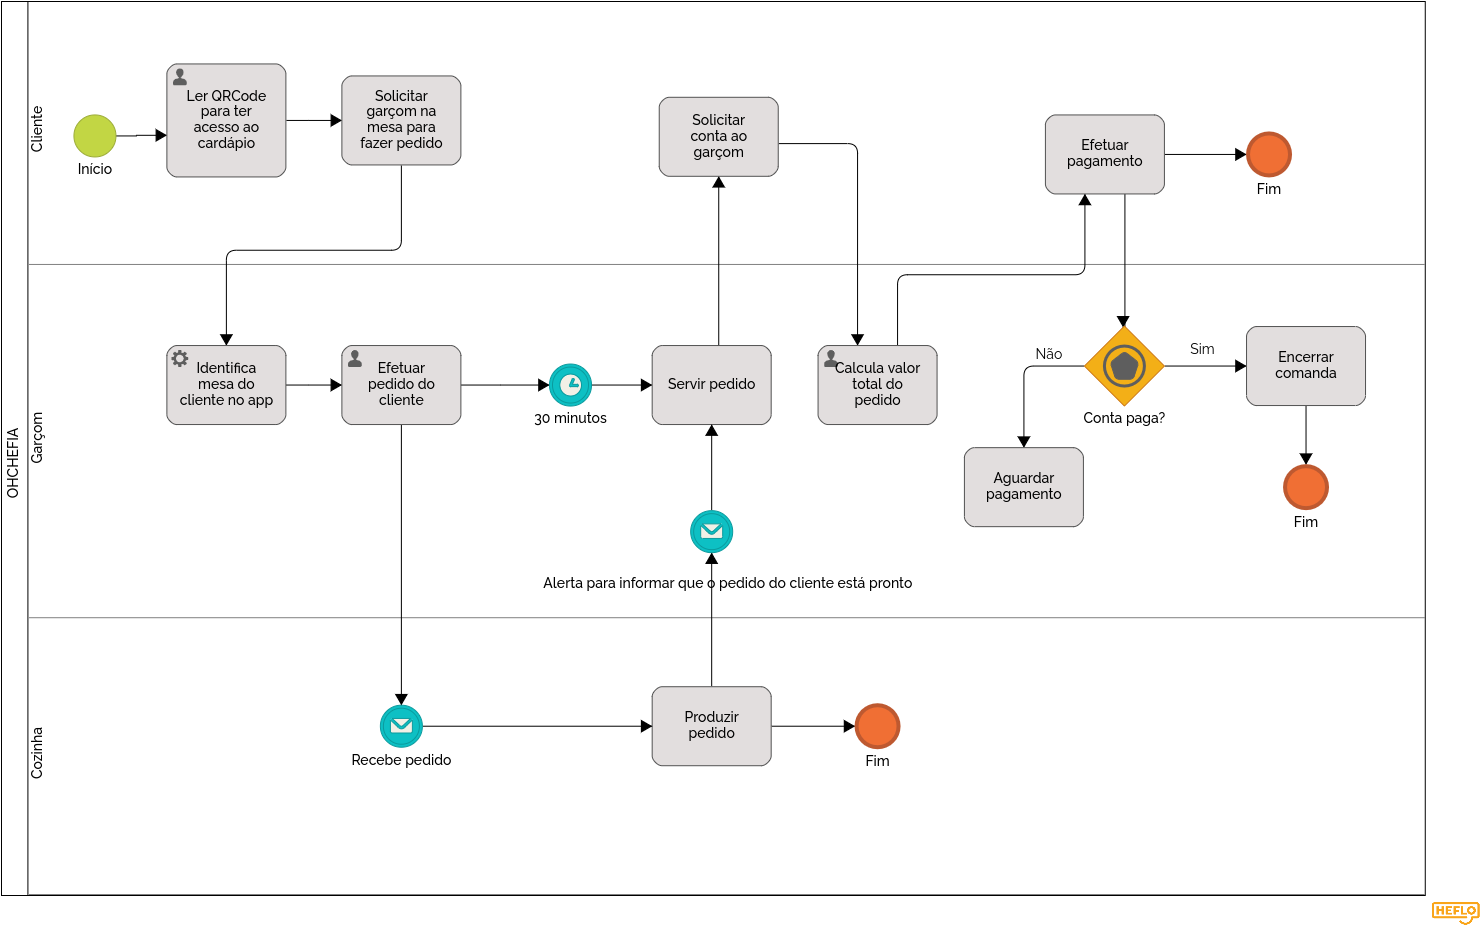 OHCHEFIA
Cliente
Início
Ler QRCode
para ter
acesso ao
cardápio
Solicitar
garçom na
mesa para
fazer pedido
Solicitar
conta ao
garçom
Efetuar
pagamento
Fim
Garçom
Identifica
mesa do
cliente no app
Efetuar
pedido do
cliente
30 minutos
Servir pedido
Calcula valor
total do
pedido
Não
Conta paga?
Sim
Encerrar
comanda
Aguardar
pagamento
Fim
Alerta para informar que o pedido do cliente está pronto
Cozinha
Recebe pedido
Produzir
pedido
Fim
HEFLO